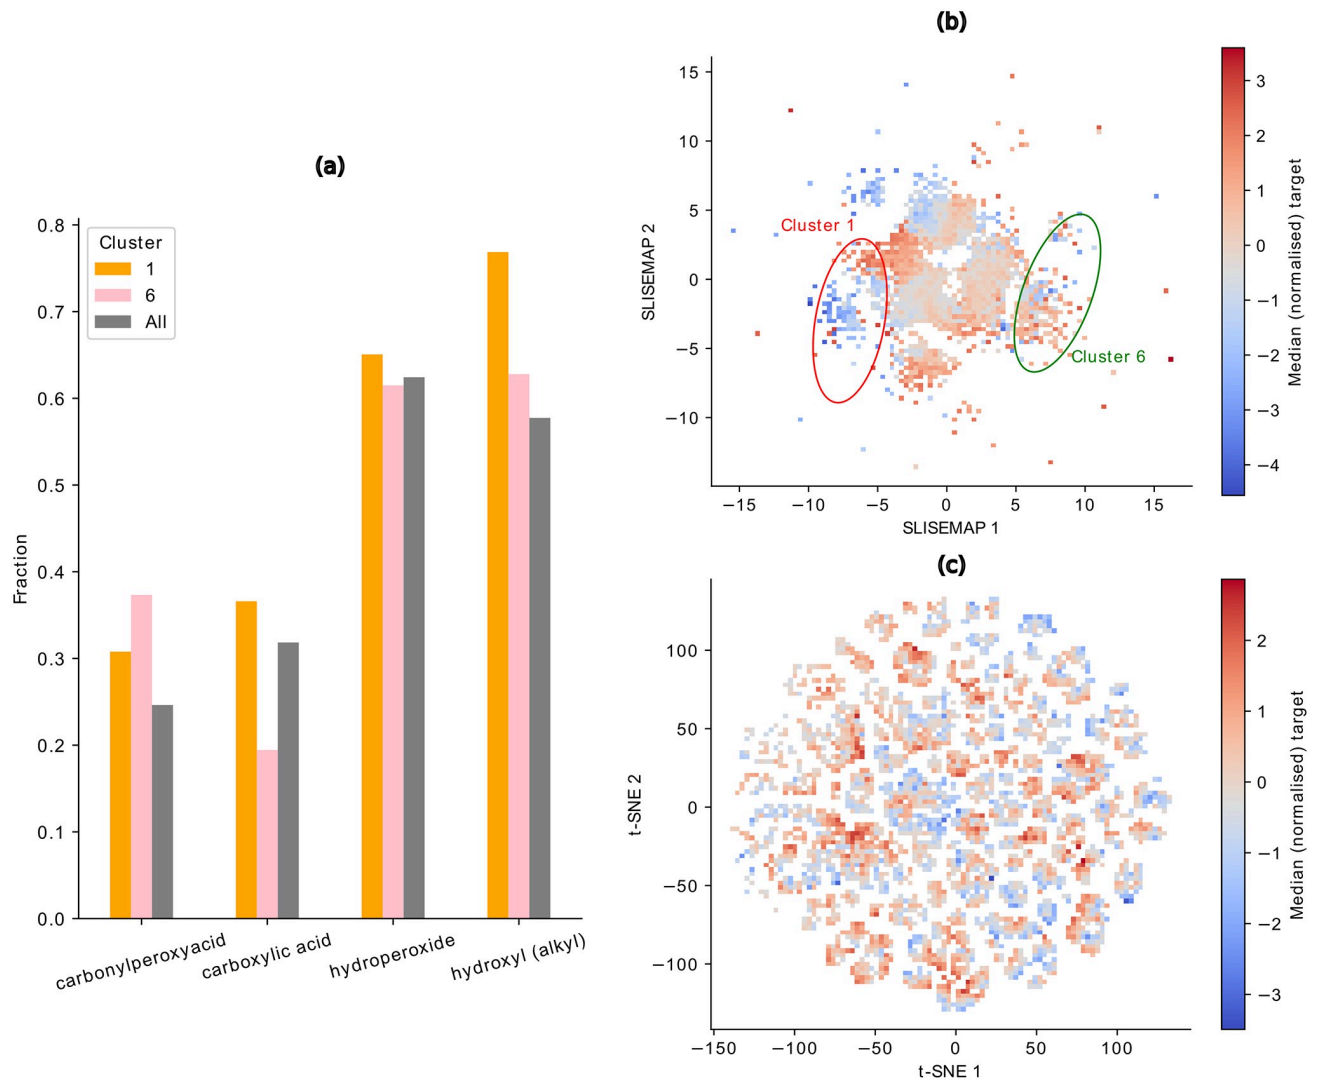 (a)
0.8
0.7
0.6
0.5
0.4
0.3
0.2
0.1
0.0
Fraction
Cluster
1
6
All
carbonylperoxyacid
carboxylic acid
hydroperoxide
hydroxyl (alkyl)
(b)
15
10
5
0
−5
−10
SLISEMAP 2
Cluster 1
Cluster 6
−15
−10
−5
0
5
10
15
SLISEMAP 1
3
2
1
0
−1
−2
−3
−4
Median (normalised) target
(c)
100
50
0
−50
−100
t-SNE 2
−150
−100
−50
0
50
100
t-SNE 1
2
1
0
−1
−2
−3
Median (normalised) target